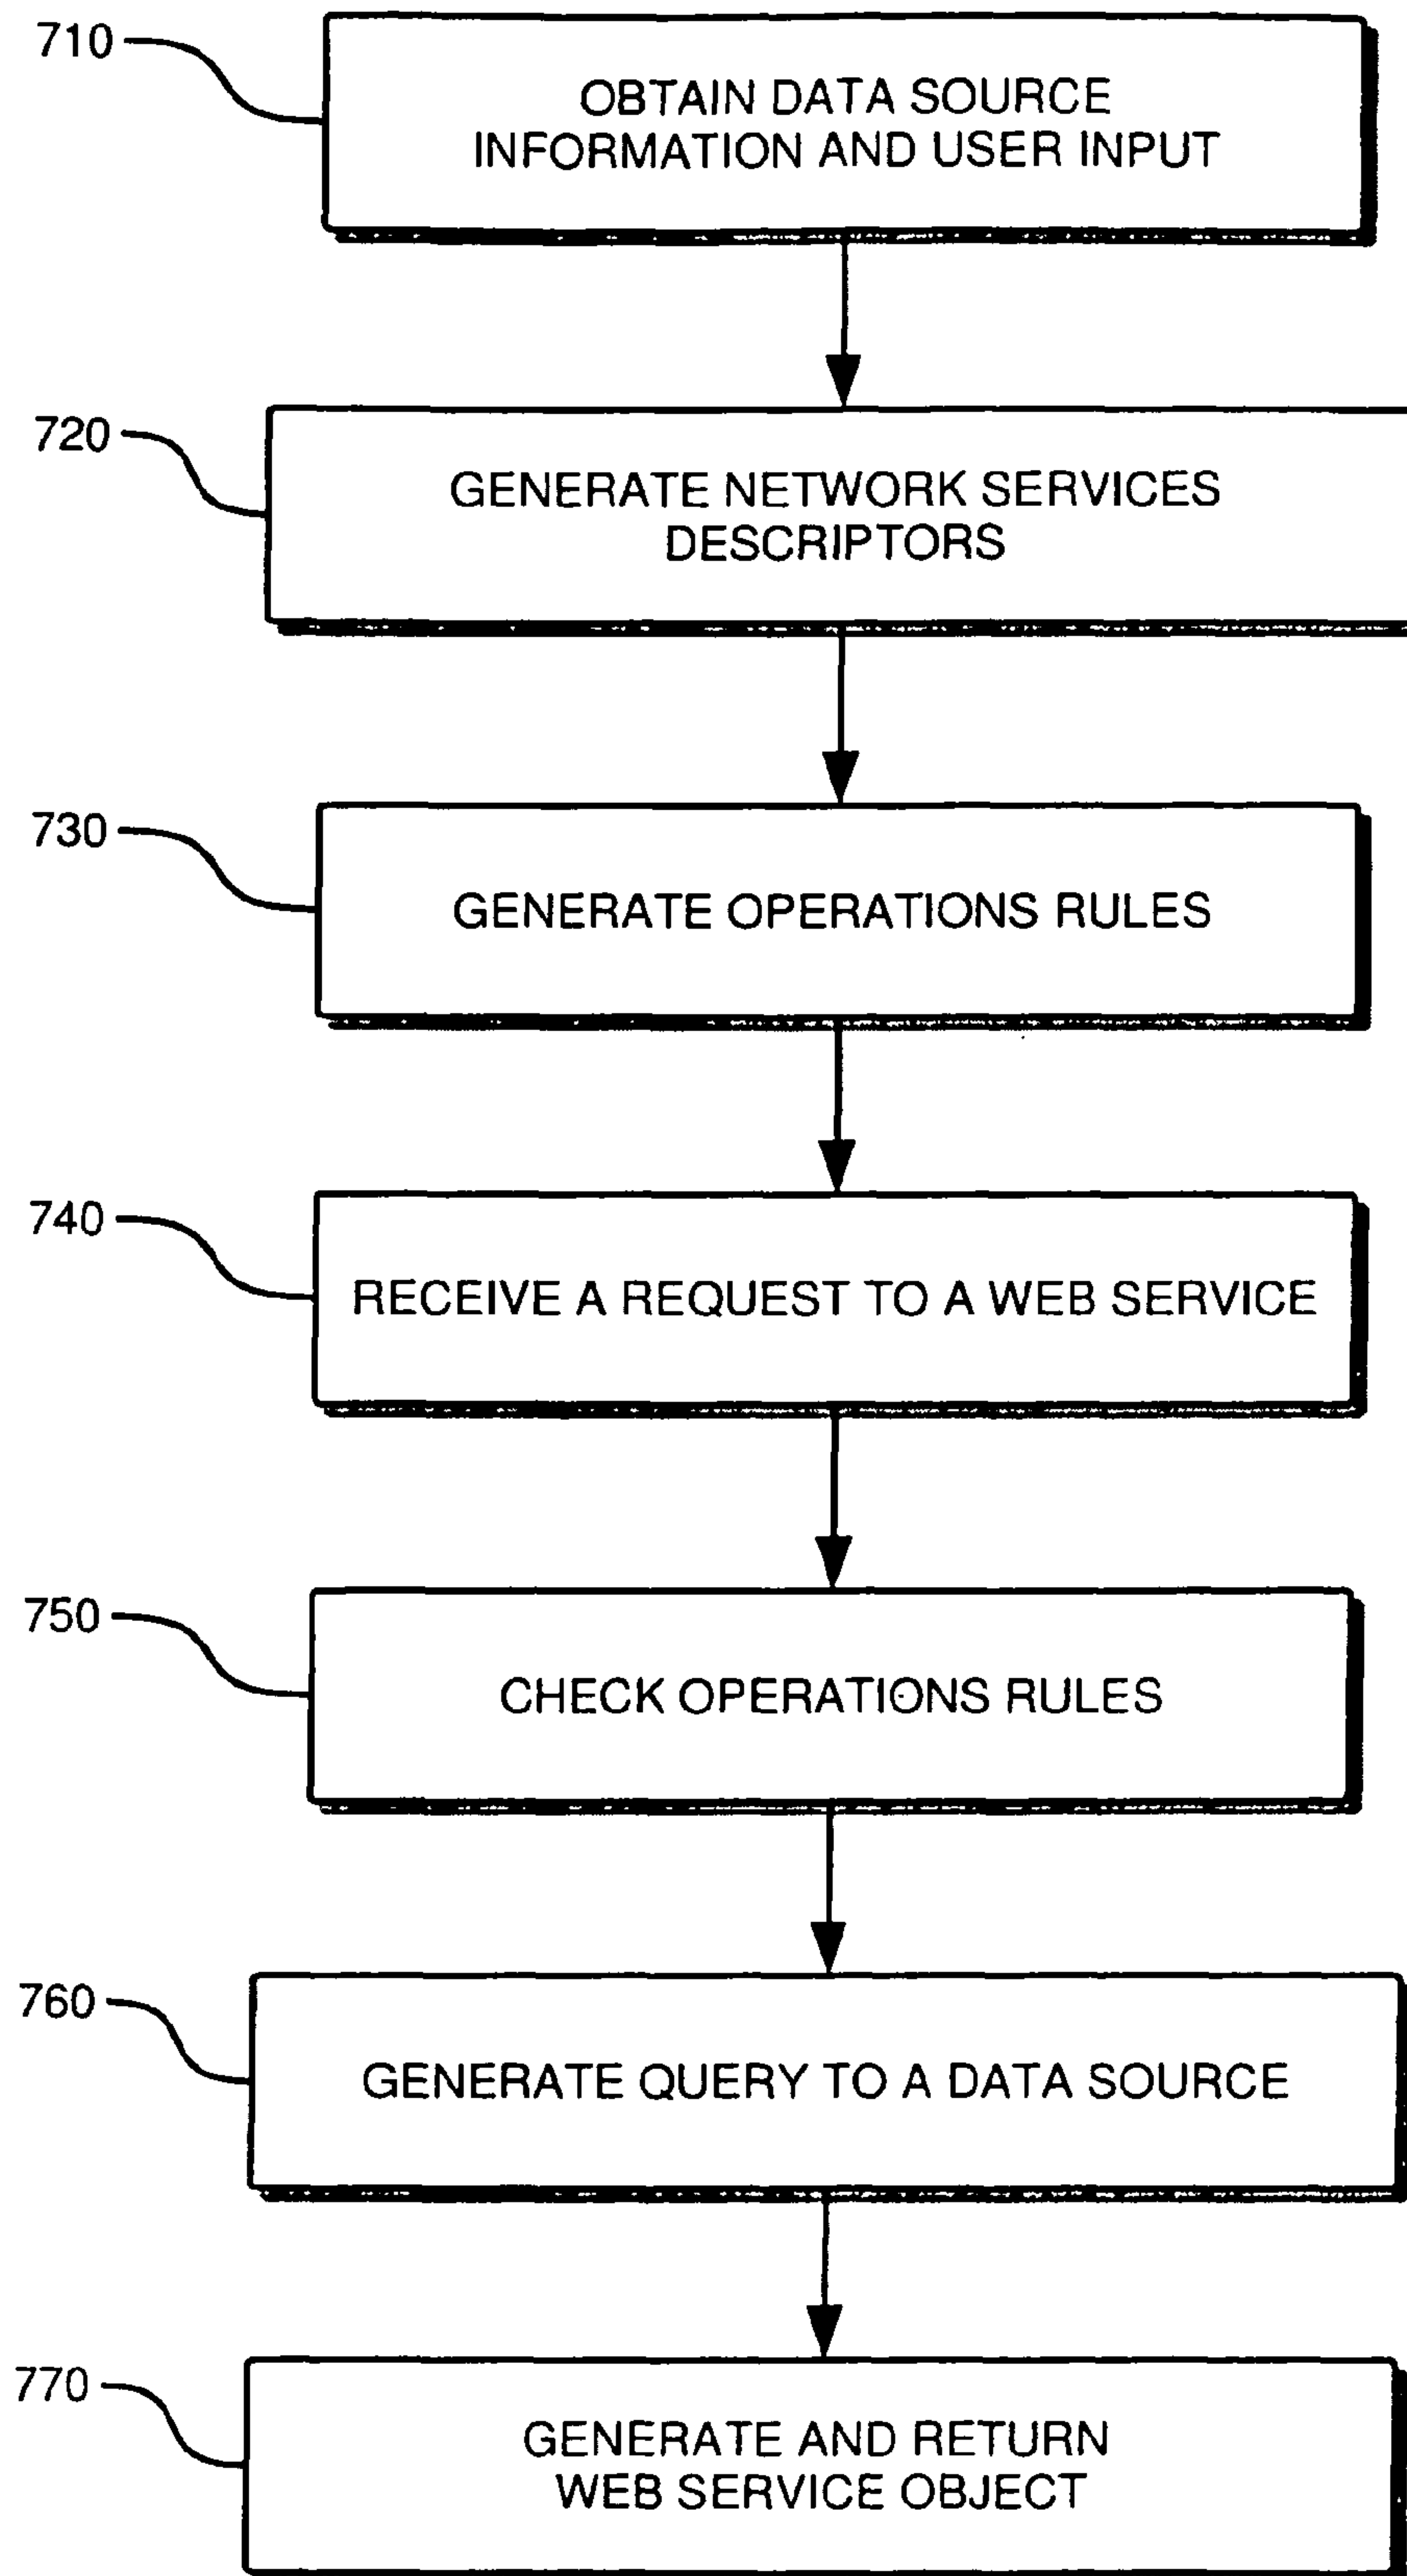 710
OBTAIN DATA SOURCE
INFORMATION AND USER INPUT
720
GENERATE NETWORK SERVICES
DESCRIPTORS
730
GENERATE OPERATIONS RULES
740
RECEIVE A REQUEST TO A WEB SERVICE
750
CHECK OPERATIONS RULES
760
GENERATE QUERY TO A DATA SOURCE
770
GENERATE AND RETURN
WEB SERVICE OBJECT